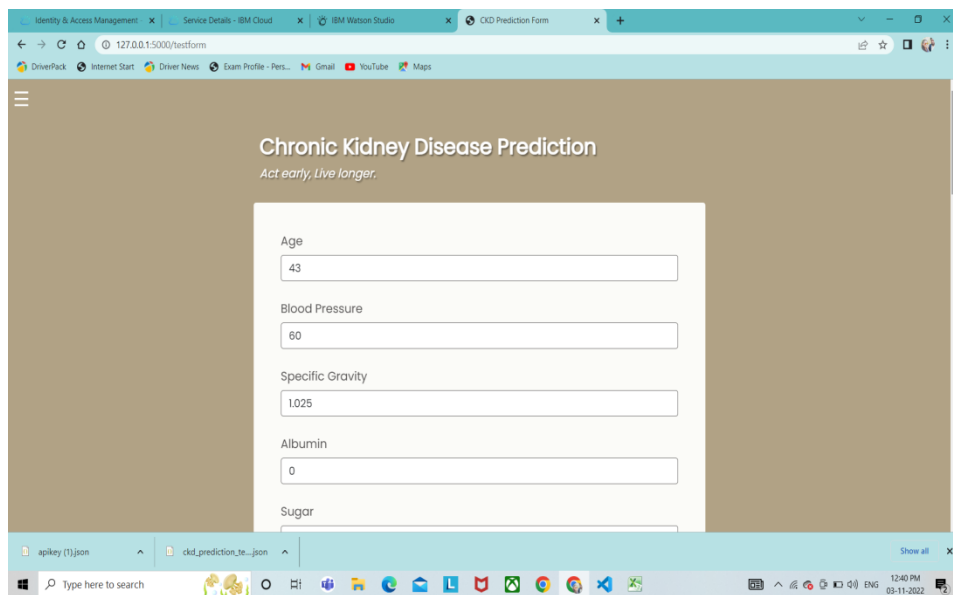 Identity & Access Management
Service Details - IBM Cloud
IBM Watson Studio
CKD Prediction Form
127.0.0.1:5000/testform
DriverPack Internet Start Driver News Exam Profile - Pers... Gmail YouTube Maps
Chronic Kidney Disease Prediction
Act early, Live longer.
Age
43
Blood Pressure
60
Specific Gravity
1.025
Albumin
0
Sugar
apikey (1).json
ckd_prediction_te....json
Show all
Type here to search
ENG
12:40 PM
03-11-2022